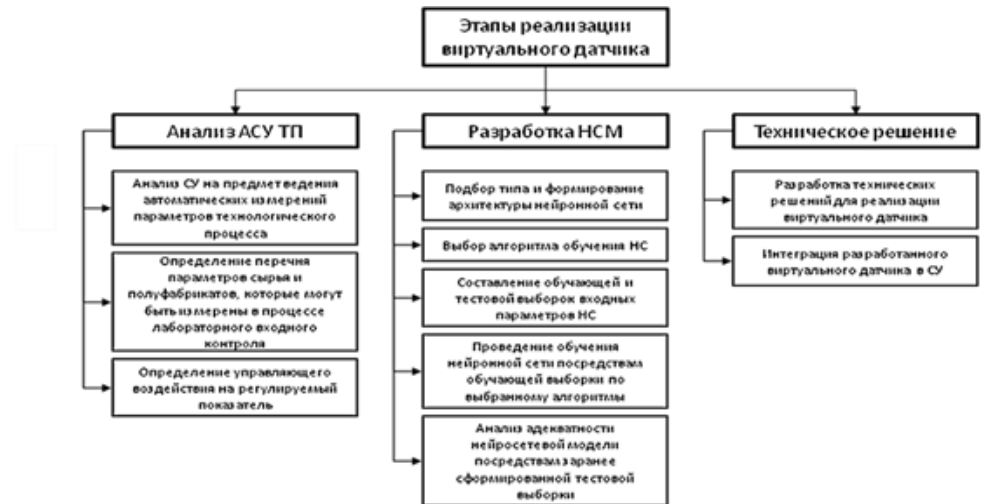 Этапы реализации
виртуального датчика
Анализ АСУ ТП
Анализ СУ на предмет ведения
автоматических измерений
параметров технологического
процесса
Определение перечня
параметров сырья и
полуфабрикатов, которые могут
быть измерены в процессе
лабораторного входного
контроля
Определение управляющего
воздействия на регулируемый
показатель
Разработка НСМ
Подбор типа и формирование
архитектуры нейронной сети
Выбор алгоритма обучения НС
Составление обучающей и
тестовой выборок входных
параметров НС
Проведение обучения
нейронной сети посредствам
обучающей выборки по
выбранному алгоритмы
Анализ адекватности
нейросетевой модели
посредствам заранее
сформированной тестовой
выборки
Техническое решение
Разработка технических
решений для реализации
виртуального датчика
Интеграция разработанного
виртуального датчика в СУ